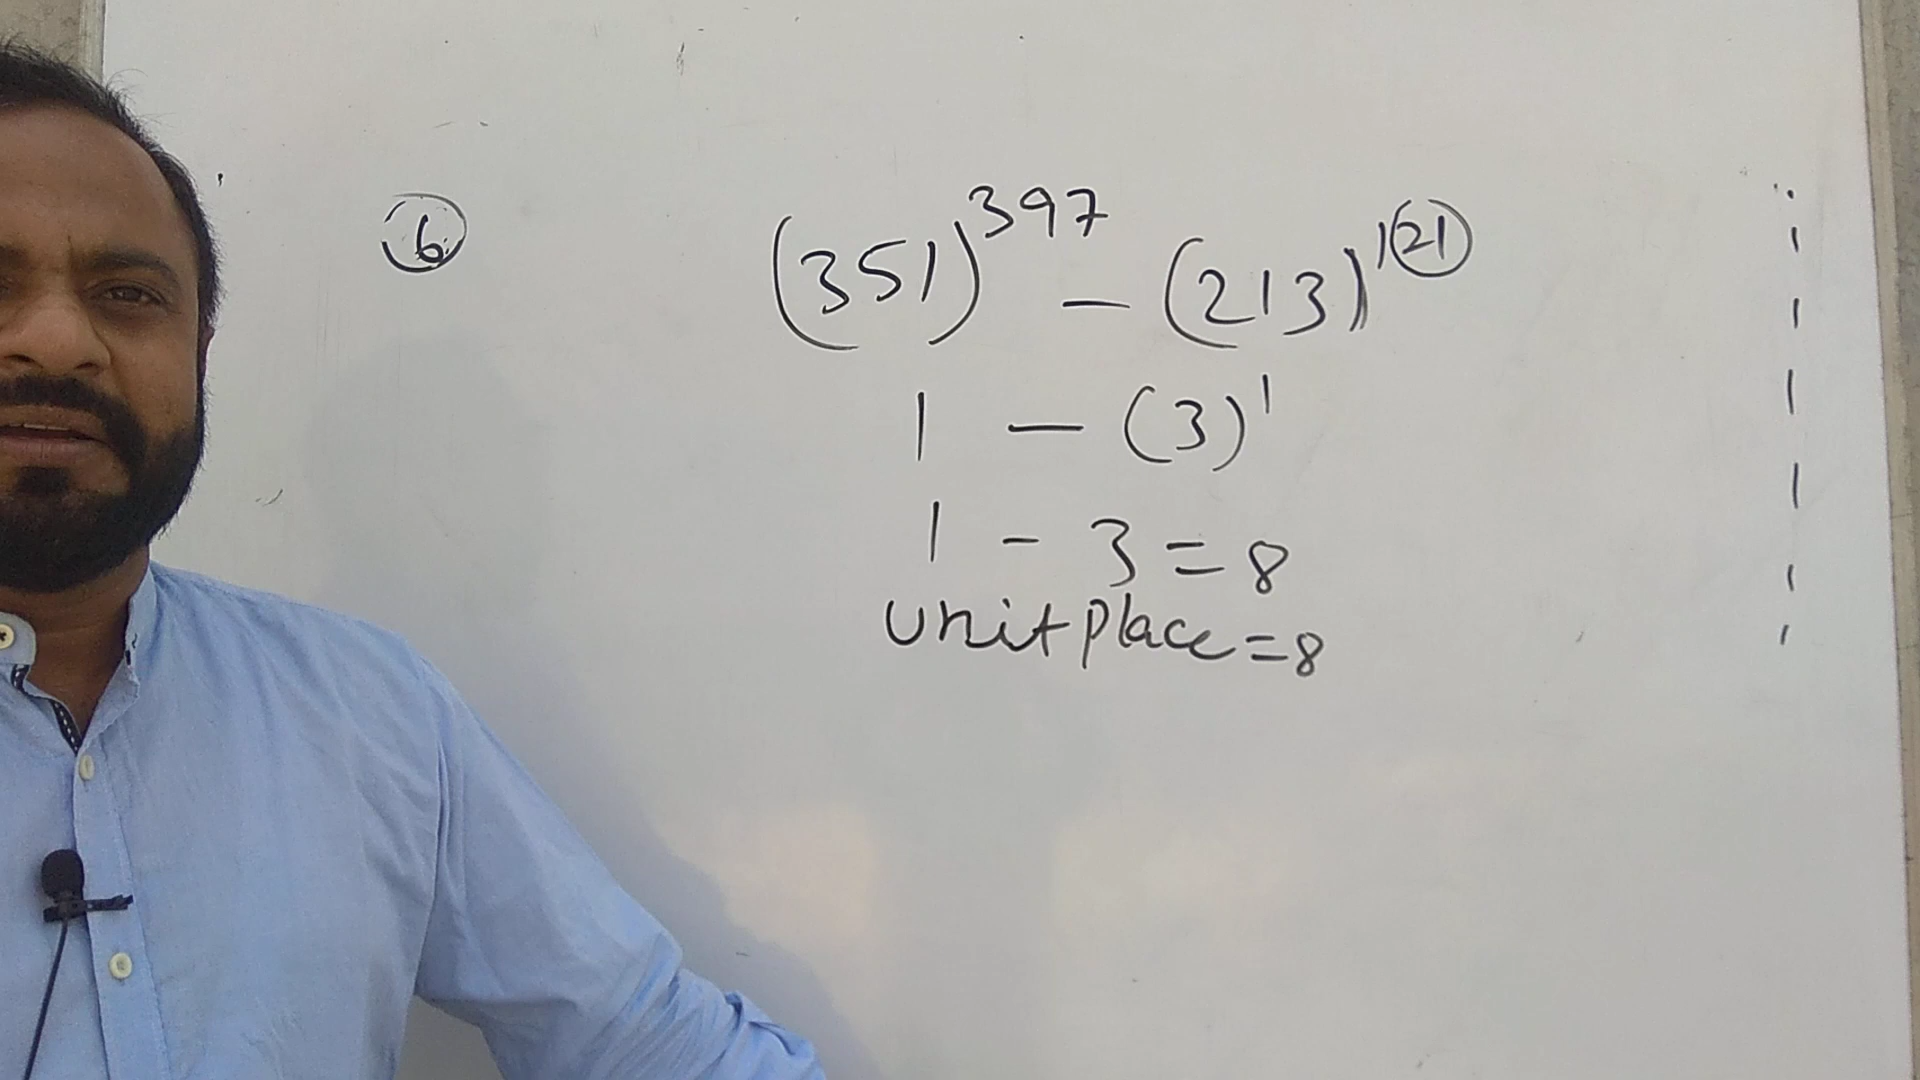 6
(351)^397 - (213)^121
1 - (3)^1
1 - 3 = 8
unit place = 8